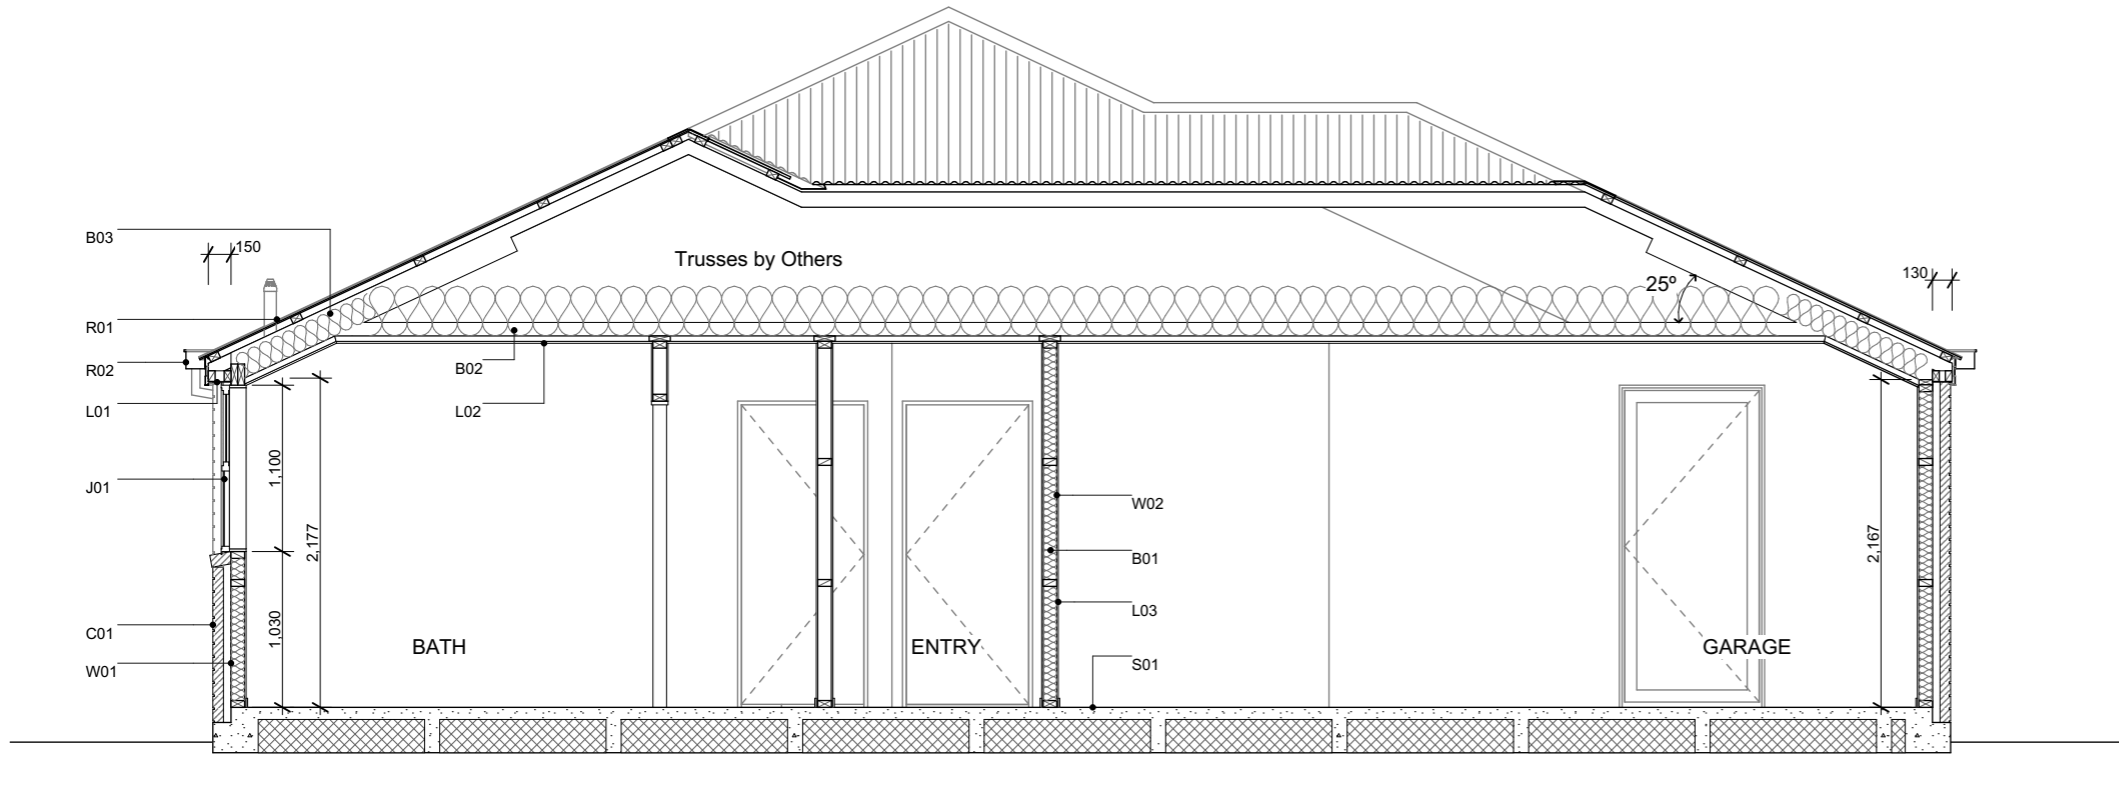 B03
150
Trusses by Others
130
25º
R01
R02
B02
L01
L02
1,100
J01
W02
2,177
2,167
B01
L03
1,030
C01
BATH
ENTRY
GARAGE
W01
S01